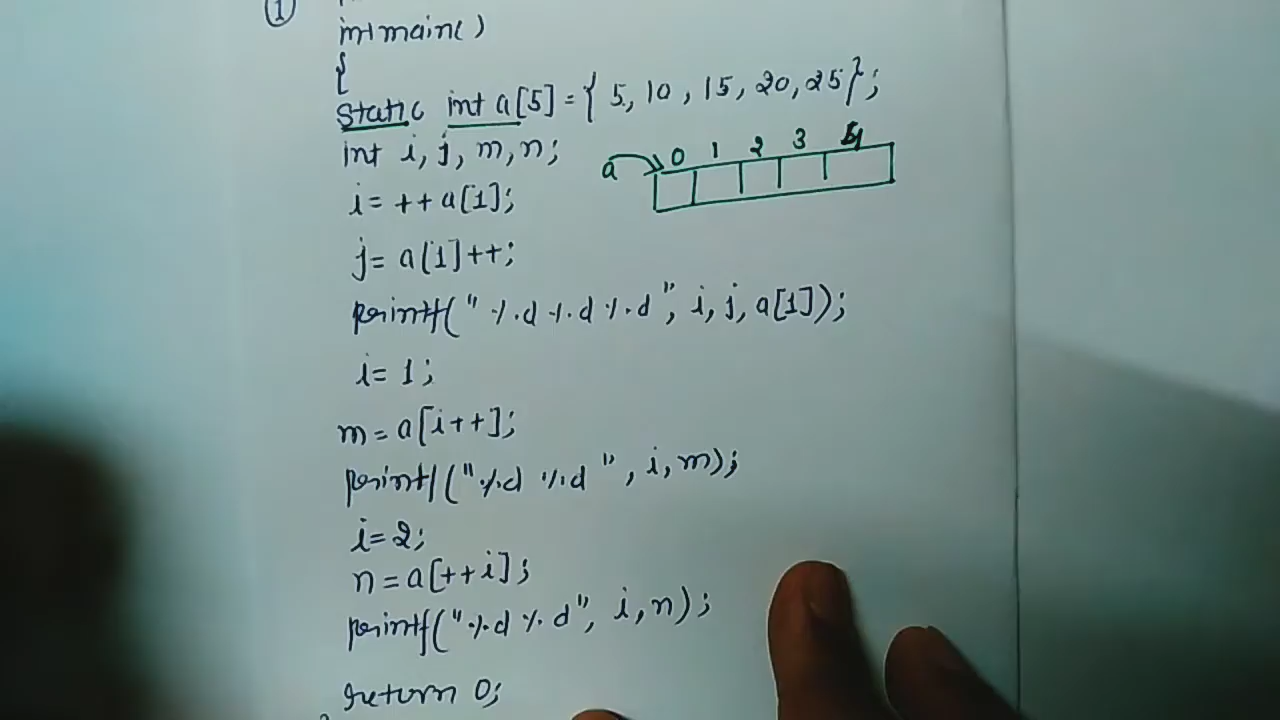 1
int main()
{
static int a[5] = { 5, 10, 15, 20, 25};
int i, j, m, n;
a 0 1 2 3 4
i = ++a[1];
j = a[1]++;
printf("%d %d %d", i, j, a[1]);
i = 1;
m = a[i++];
printf("%d %d", i, m);
i=2;
n = a[++i];
printf("%d %d", i, n);
return 0;